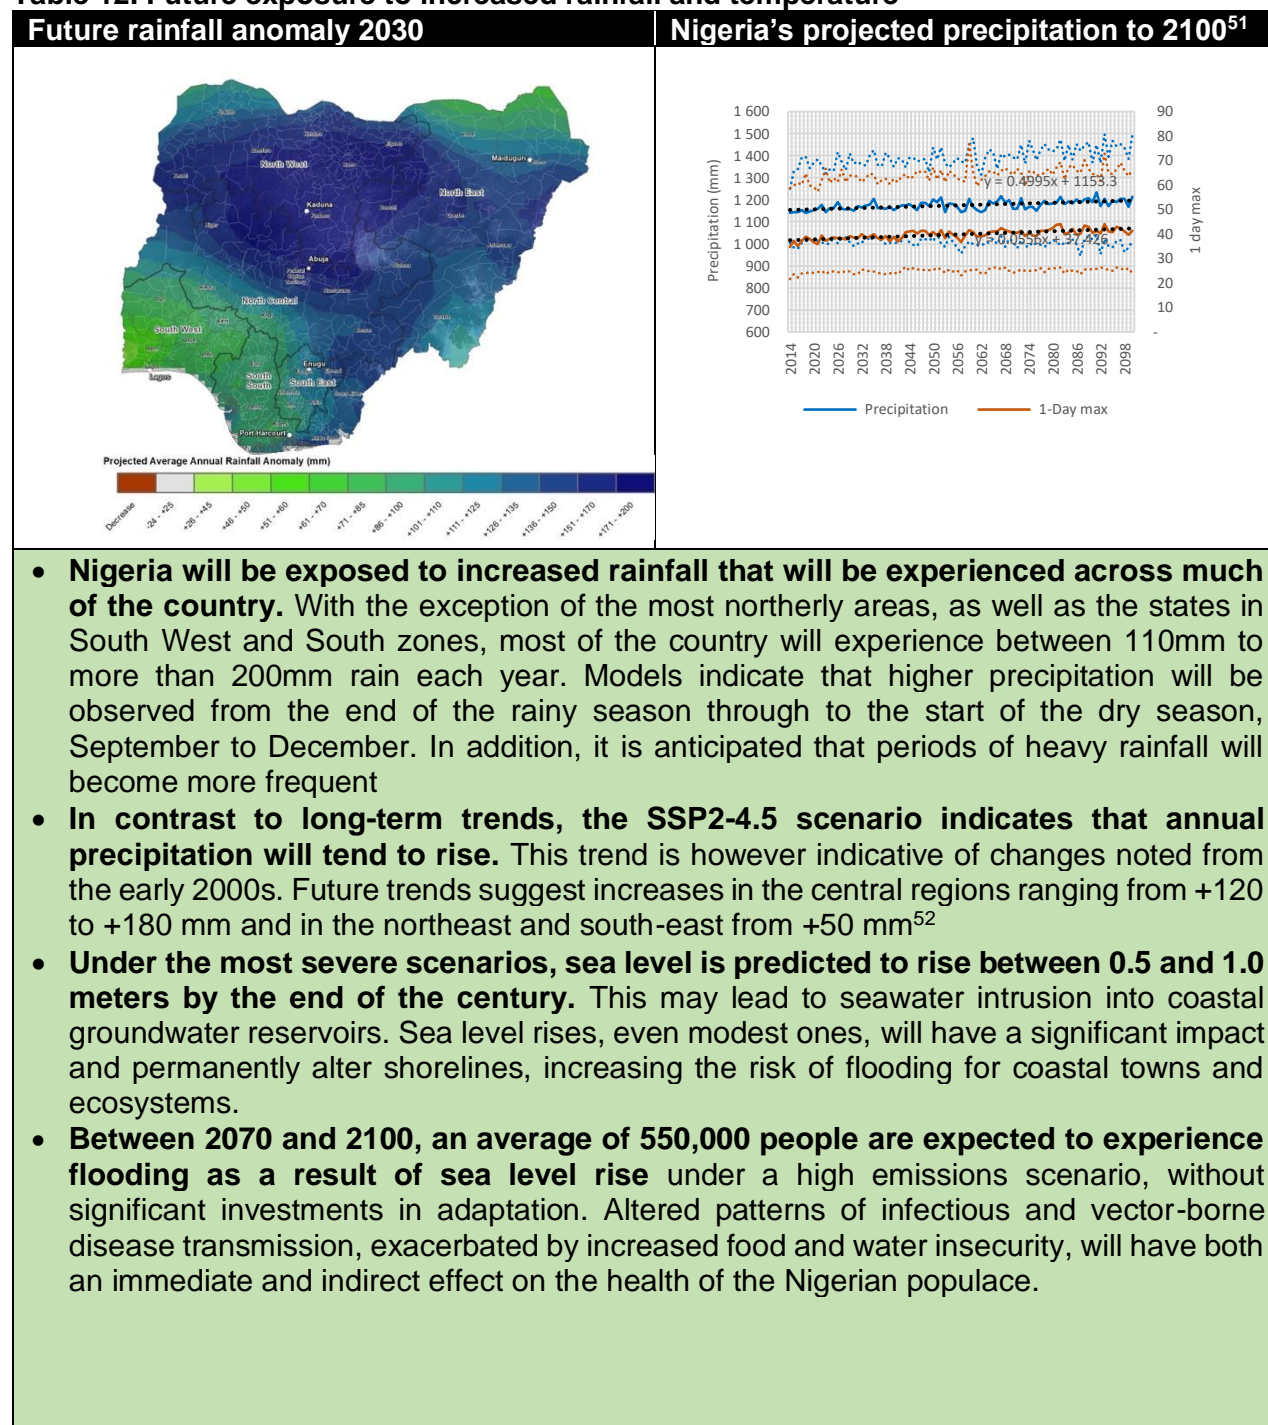 Table 12: Future exposure to increased rainfall and temperature
Future rainfall anomaly 2030
Nigeria's projected precipitation to 2100⁵¹
North West
Maidugun
North East
Kaduna
Abuja
North Central
South West
Enugu
South South
South East
Lagos
Port Harcourt
Projected Average Annual Rainfall Anomaly (mm)
Decrease
-24 - +25
+26 - +45
+46 - +50
+51 - +60
+61 - +70
+71 - +85
+86 - +100
+101 - +110
+111 - +125
+126 - +135
+136 - +150
+151 - +170
+171 - +200
Precipitation (mm)
1 600
1 500
1 400
1 300
1 200
1 100
1 000
900
800
700
600
90
80
70
60
50
40
30
20
10
-
1 day max
y = 0.4995x + 1153.3
y = 0.0556x + 37.426
2014
2020
2026
2032
2038
2044
2050
2056
2062
2068
2074
2080
2086
2092
2098
Precipitation
1-Day max
• Nigeria will be exposed to increased rainfall that will be experienced across much
of the country. With the exception of the most northerly areas, as well as the states in
South West and South zones, most of the country will experience between 110mm to
more than 200mm rain each year. Models indicate that higher precipitation will be
observed from the end of the rainy season through to the start of the dry season,
September to December. In addition, it is anticipated that periods of heavy rainfall will
become more frequent
• In contrast to long-term trends, the SSP2-4.5 scenario indicates that annual
precipitation will tend to rise. This trend is however indicative of changes noted from
the early 2000s. Future trends suggest increases in the central regions ranging from +120
to +180 mm and in the northeast and south-east from +50 mm⁵²
• Under the most severe scenarios, sea level is predicted to rise between 0.5 and 1.0
meters by the end of the century. This may lead to seawater intrusion into coastal
groundwater reservoirs. Sea level rises, even modest ones, will have a significant impact
and permanently alter shorelines, increasing the risk of flooding for coastal towns and
ecosystems.
• Between 2070 and 2100, an average of 550,000 people are expected to experience
flooding as a result of sea level rise under a high emissions scenario, without
significant investments in adaptation. Altered patterns of infectious and vector-borne
disease transmission, exacerbated by increased food and water insecurity, will have both
an immediate and indirect effect on the health of the Nigerian populace.